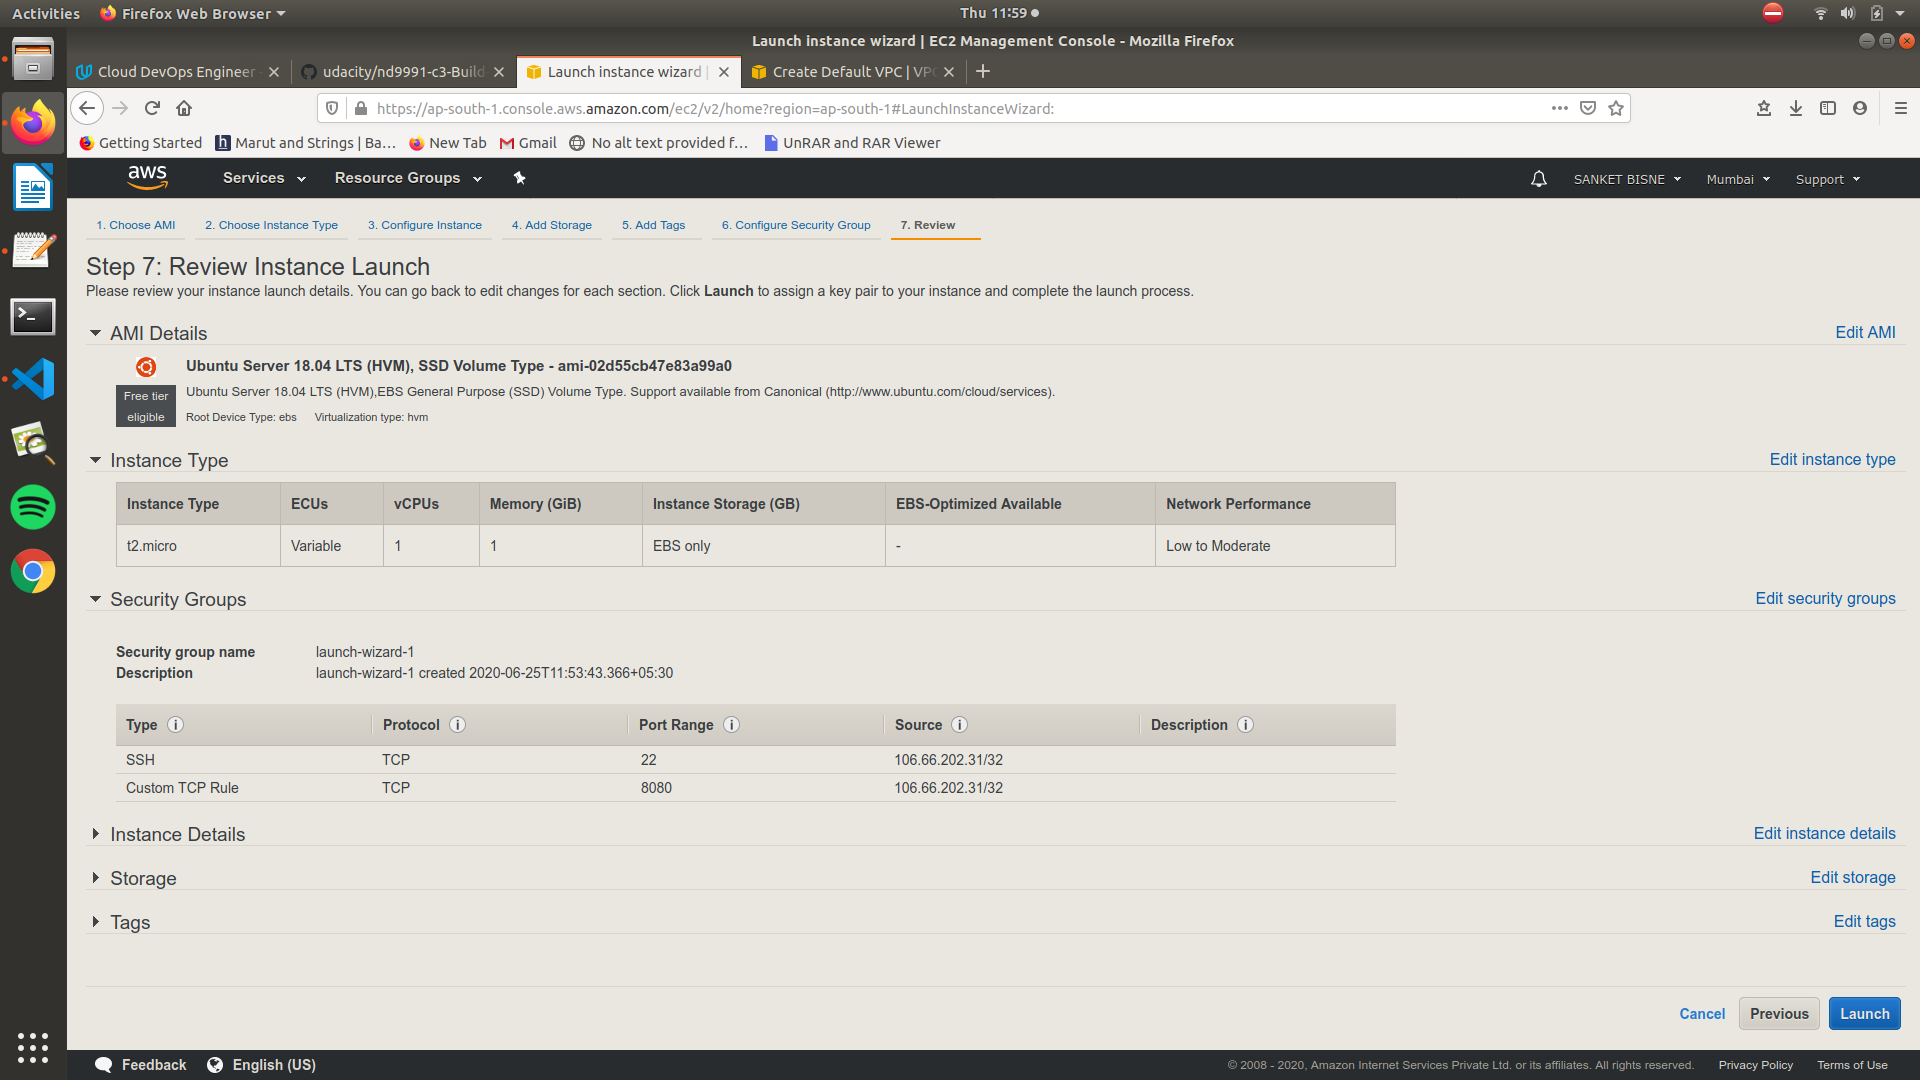 Activities Firefox Web Browser Thu 11:59
Launch instance wizard | EC2 Management Console - Mozilla Firefox
Cloud DevOps Engineer udacity/nd9991-c3-Build Launch instance wizard | Create Default VPC | VPC
https://ap-south-1.console.aws.amazon.com/ec2/v2/home?region=ap-south-1#LaunchInstanceWizard:
Getting Started Marut and Strings | Ba... New Tab Gmail No alt text provided f... UnRAR and RAR Viewer
aws Services Resource Groups SANKET BISNE Mumbai Support
1. Choose AMI 2. Choose Instance Type 3. Configure Instance 4. Add Storage 5. Add Tags 6. Configure Security Group 7. Review
Step 7: Review Instance Launch
Please review your instance launch details. You can go back to edit changes for each section. Click Launch to assign a key pair to your instance and complete the launch process.
AMI Details Edit AMI
Ubuntu Server 18.04 LTS (HVM), SSD Volume Type - ami-02d55cb47e83a99a0
Free tier eligible
Ubuntu Server 18.04 LTS (HVM),EBS General Purpose (SSD) Volume Type. Support available from Canonical (http://www.ubuntu.com/cloud/services).
Root Device Type: ebs Virtualization type: hvm
Instance Type Edit instance type
Instance Type ECUs vCPUs Memory (GiB) Instance Storage (GB) EBS-Optimized Available Network Performance
t2.micro Variable 1 1 EBS only - Low to Moderate
Security Groups Edit security groups
Security group name launch-wizard-1
Description launch-wizard-1 created 2020-06-25T11:53:43.366+05:30
Type Protocol Port Range Source Description
SSH TCP 22 106.66.202.31/32
Custom TCP Rule TCP 8080 106.66.202.31/32
Instance Details Edit instance details
Storage Edit storage
Tags Edit tags
Cancel Previous Launch
Feedback English (US) © 2008 - 2020, Amazon Internet Services Private Ltd. or its affiliates. All rights reserved. Privacy Policy Terms of Use